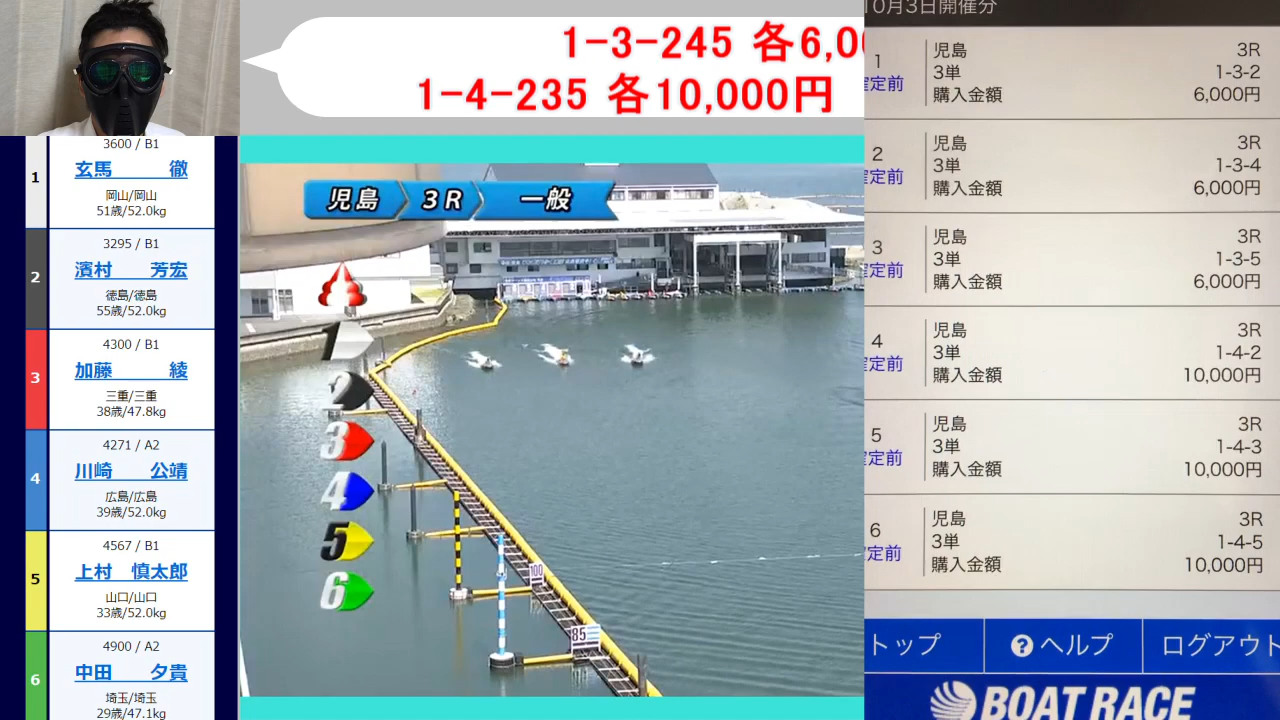 1-3-245 各6,0
1-4-235 各10,000円
1
3600 / B1
玄馬 徹
岡山/岡山
51歳/52.0kg
2
3295 / B1
濱村 芳宏
徳島/徳島
55歳/52.0kg
3
4300 / B1
加藤 綾
三重/三重
38歳/47.8kg
4
4271 / A2
川崎 公靖
広島/広島
39歳/52.0kg
5
4567 / B1
上村 慎太郎
山口/山口
33歳/52.0kg
6
4900 / A2
中田 夕貴
埼玉/埼玉
29歳/47.1kg
児島 3R 一般
1
2
3
4
5
6
100
85
10月3日開催分
1
確定前
児島 3R
3単 1-3-2
購入金額 6,000円
2
確定前
児島 3R
3単 1-3-4
購入金額 6,000円
3
確定前
児島 3R
3単 1-3-5
購入金額 6,000円
4
確定前
児島 3R
3単 1-4-2
購入金額 10,000円
5
確定前
児島 3R
3単 1-4-3
購入金額 10,000円
6
確定前
児島 3R
3単 1-4-5
購入金額 10,000円
トップ
? ヘルプ
ログアウト
BOAT RACE